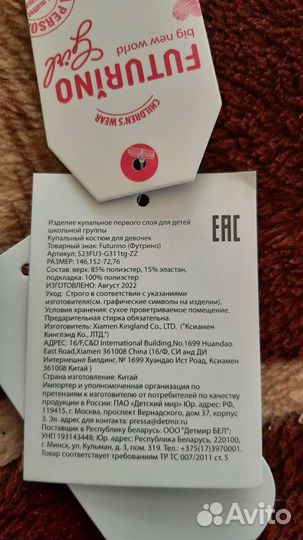 PERSO
FUTURINO
Girl
big new world
CHILDREN'S WEAR
EAC
Изделие купальное первого слоя для детей
школьной группы
Купальный костюм для девочек
Товарный знак: Futurino (Футрино)
Артикул: S23FU3-G311tg-ZZ
РАЗМЕР: 146,152-72,76
Состав: верх: 85% полиэстер, 15% эластан,
подкладка: 100% полиэстер
ИЗГОТОВЛЕНО: Август 2022
Уход: Строго в соответствии с указаниями
изготовителя(см. графические символы на изделии).
Условия хранения: сухое проветриваемое помещение.
Предварительная стирка обязательна.
Изготовитель: Xiamen Kingland Co., LTD. ("Ксиамен
Кинглэнд Ко., ЛТД.")
АДРЕС: 16/F,C&D International Building,No.1699 Huandao
East Road,Xiamen 361008 China (16/Ф, СИ анд ДИ
Интернешнл Билдинг, № 1699 Хуандао Ист Роад, Ксиамен
361008 Китай )
Страна изготовления: Китай
Импортер и уполномоченная организация по
претензиям к изготовителю от потребителей по качеству
продукции в России: ПАО «Детский мир» Юр. адрес: РФ,
119415, г. Москва, проспект Вернадского, дом 37, корпус
3. Эл. адрес для контакта: pressa@detmir.ru
Поставщик в Республику Беларусь: ООО "Детмир БЕЛ";
УНП 193143448; Юр. адрес: Республика Беларусь, 220100,
г. Минск, ул. Кульман, д. 3, пом. 319. Тел.: +375(17)3970001.
Товар соответствует требованиям ТР ТС 007/2011 ст. 5
Avito